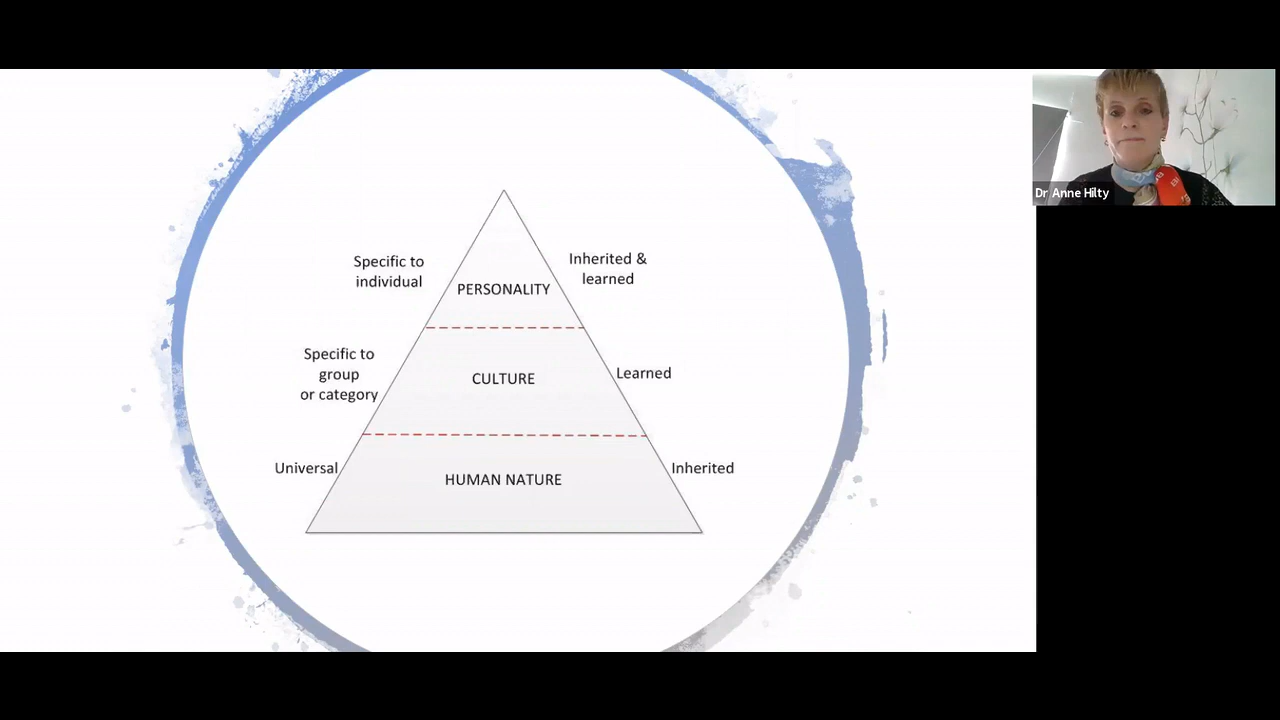 Specific to
individual
PERSONALITY
Inherited &
learned
Specific to
group
or category
CULTURE
Learned
Universal
HUMAN NATURE
Inherited
Dr Anne Hilty